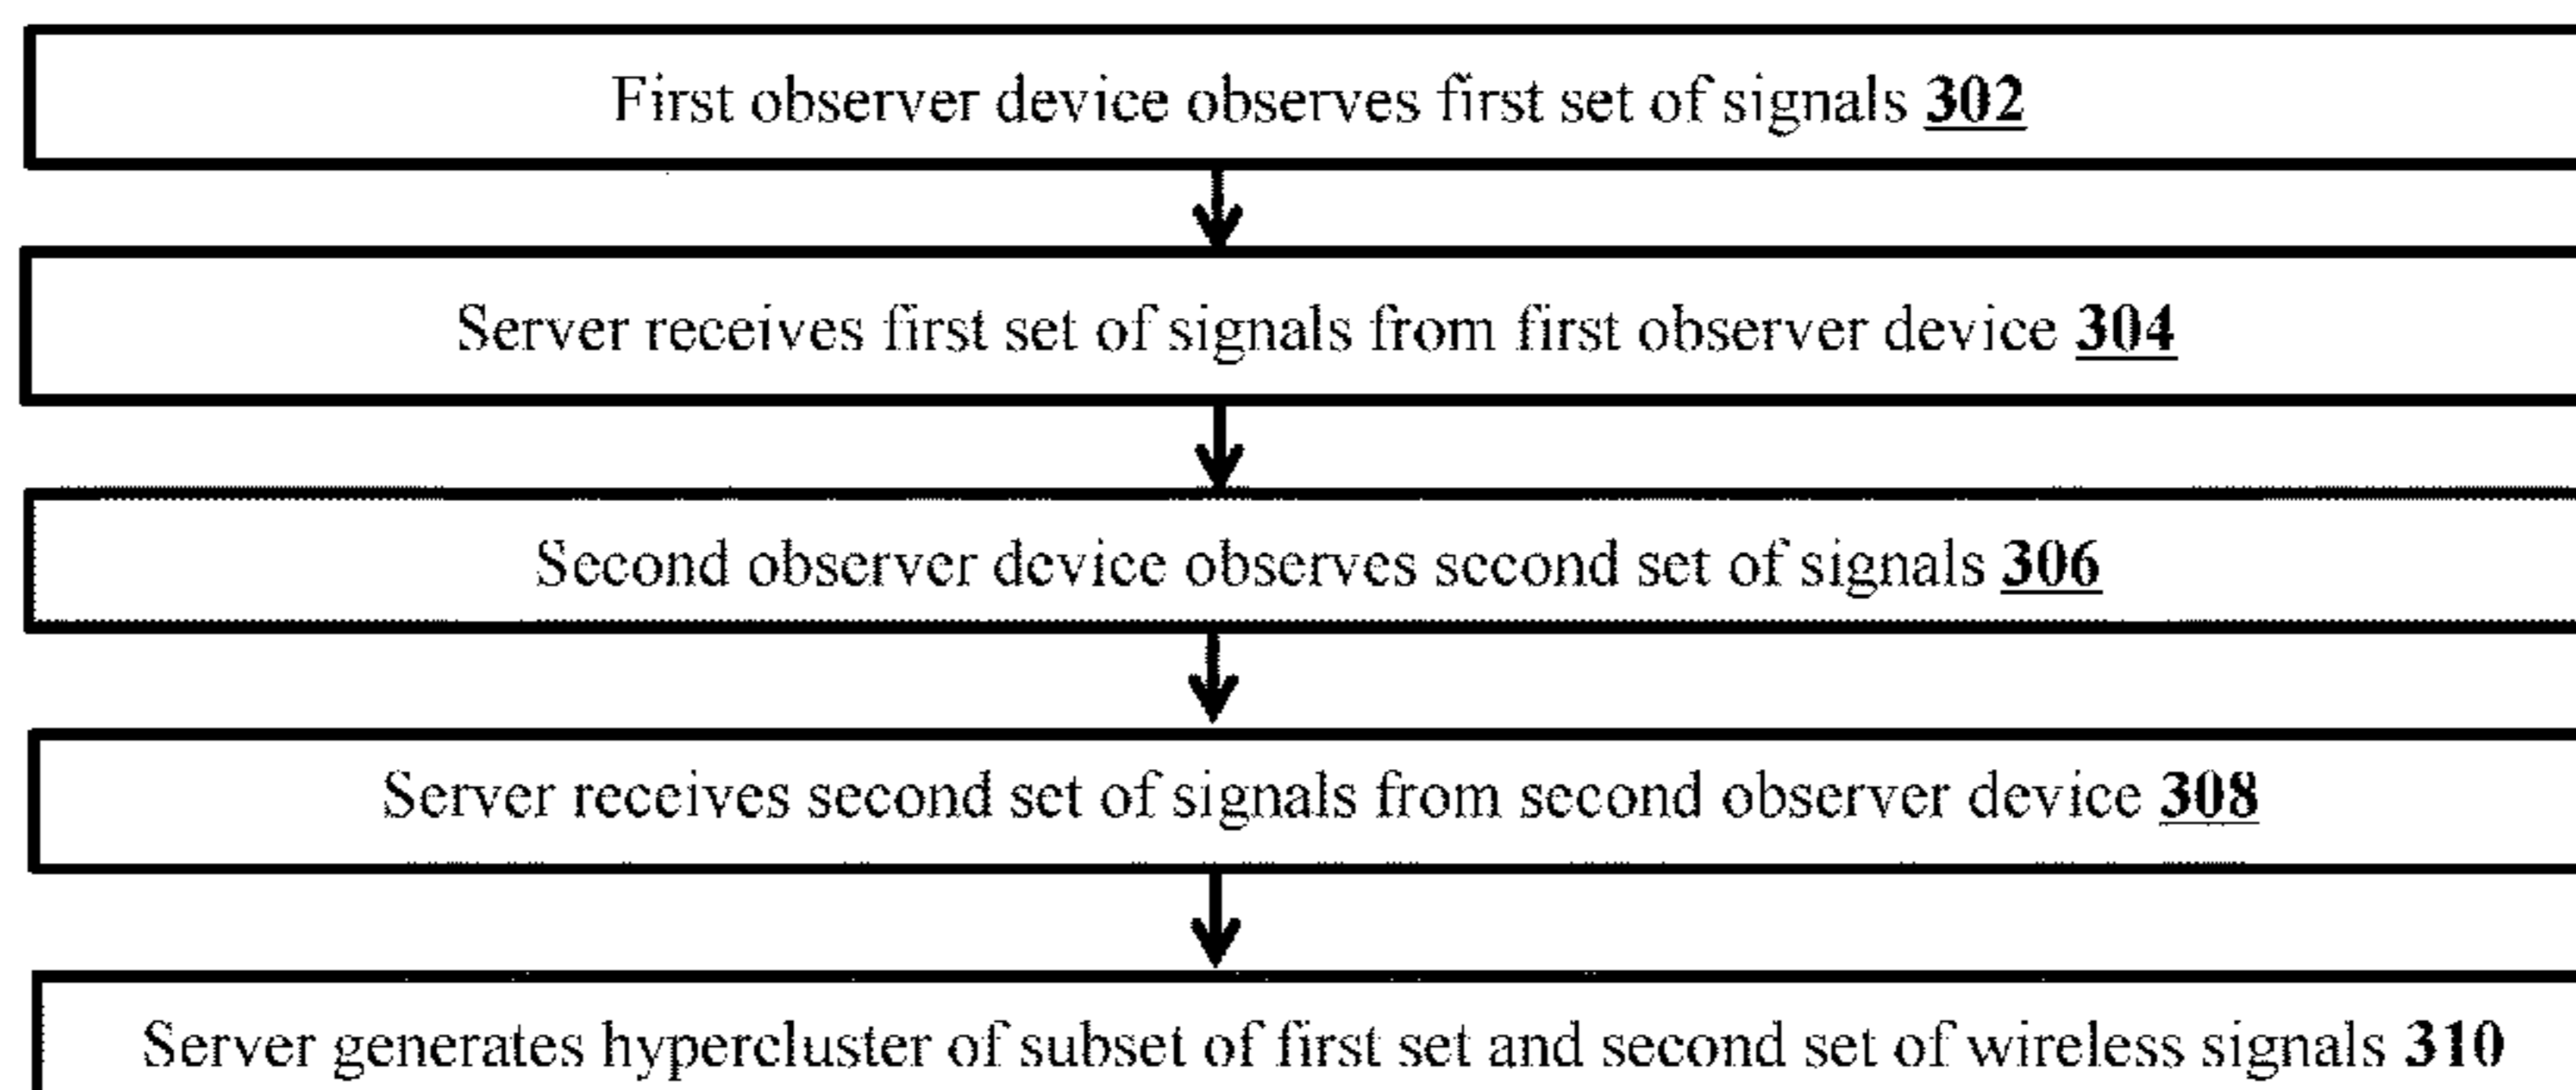 First observer device observes first set of signals 302
Server receives first set of signals from first observer device 304
Second observer device observes second set of signals 306
Server receives second set of signals from second observer device 308
Server generates hypercluster of subset of first set and second set of wireless signals 310